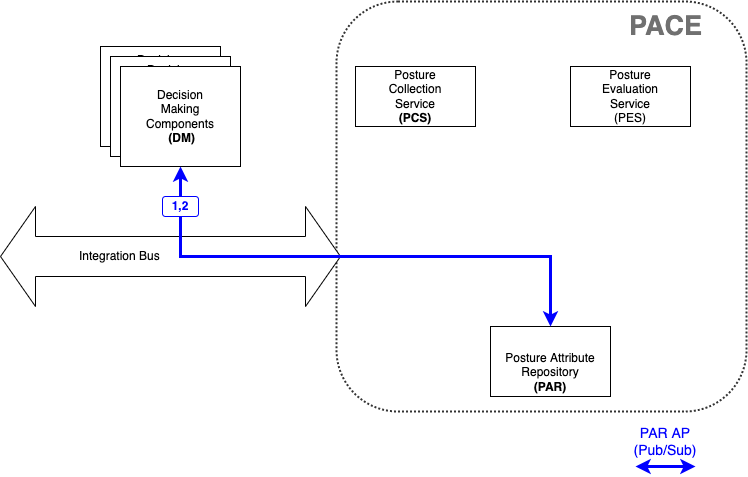 PACE
Decision
Making
Components
(DM)
Posture
Collection
Service
(PCS)
Posture
Evaluation
Service
(PES)
1,2
Integration Bus
Posture Attribute
Repository
(PAR)
PAR AP
(Pub/Sub)